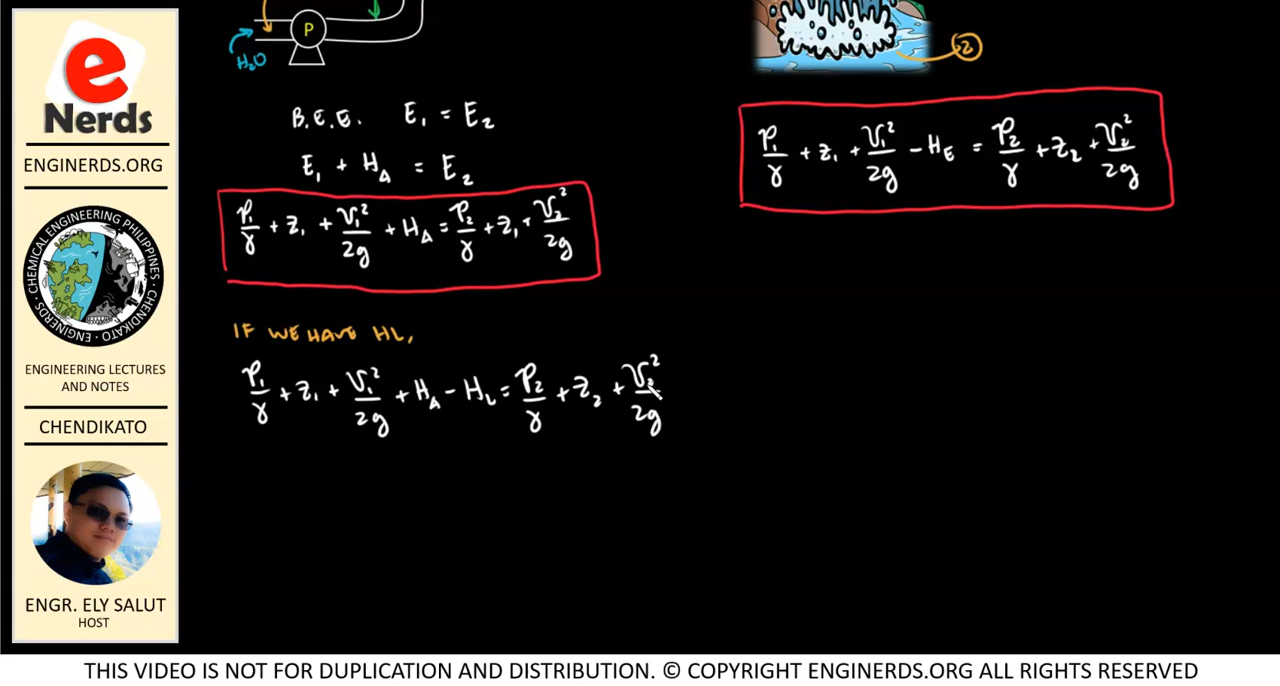 e
Nerds
ENGINERDS.ORG
CHEMICAL ENGINEERING PHILIPPINES
CHENDIKATO ENGINERDS.ORG
ENGINEERING LECTURES
AND NOTES
CHENDIKATO
ENGR. ELY SALUT
HOST
P
H₂O
B.E.E. E₁ = E₂
E₁ + H_A = E₂
P₁/γ + z₁ + v₁²/2g + H_A = P₂/γ + z₁ + v₂²/2g
IF WE HAVE HL,
P₁/γ + z₁ + v₁²/2g + H_A - H_L = P₂/γ + z₂ + v₂²/2g
2
P₁/γ + z₁ + v₁²/2g - H_E = P₂/γ + z₂ + v₂²/2g
THIS VIDEO IS NOT FOR DUPLICATION AND DISTRIBUTION. © COPYRIGHT ENGINERDS.ORG ALL RIGHTS RESERVED